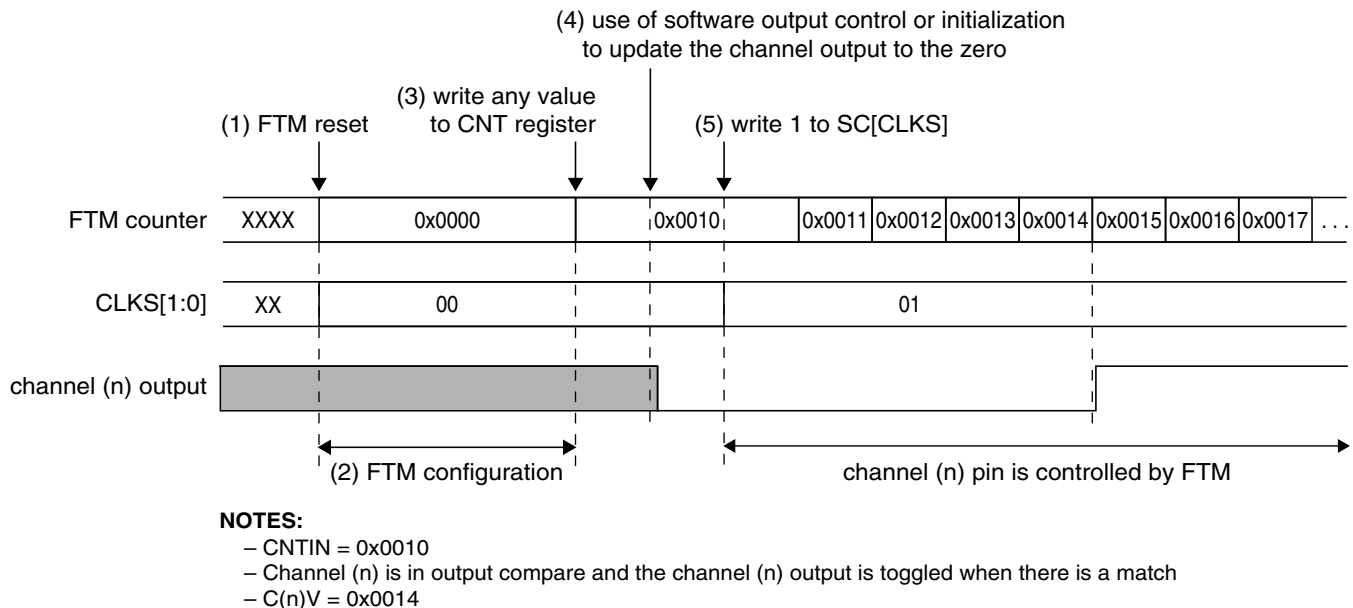 (4) use of software output control or initialization
to update the channel output to the zero
(3) write any value
to CNT register
(1) FTM reset
(5) write 1 to SC[CLKS]
FTM counter XXXX 0x0000 0x0010 0x0011 0x0012 0x0013 0x0014 0x0015 0x0016 0x0017 . . .
CLKS[1:0] XX 00 01
channel (n) output
(2) FTM configuration channel (n) pin is controlled by FTM
NOTES:
– CNTIN = 0x0010
– Channel (n) is in output compare and the channel (n) output is toggled when there is a match
– C(n)V = 0x0014